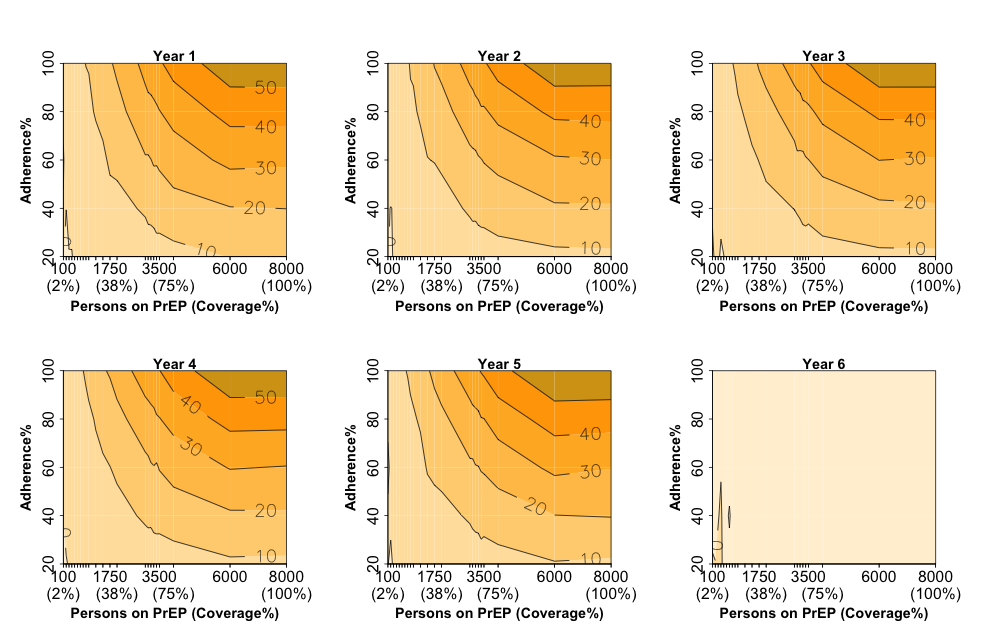 Year 1 Year 2 Year 3
Adherence% 20 40 60 80 100 50 40 30 20 10 0
Adherence% 20 40 60 80 100 40 30 20 10 0
Adherence% 20 40 60 80 100 40 30 20 10
100 1750 3500 6000 8000 100 1750 3500 6000 8000 100 1750 3500 6000 8000
(2%) (38%) (75%) (100%) (2%) (38%) (75%) (100%) (2%) (38%) (75%) (100%)
Persons on PrEP (Coverage%) Persons on PrEP (Coverage%) Persons on PrEP (Coverage%)
Year 4 Year 5 Year 6
Adherence% 20 40 60 80 100 50 40 30 20 10 0
Adherence% 20 40 60 80 100 40 30 20 10
Adherence% 20 40 60 80 100 0
100 1750 3500 6000 8000 100 1750 3500 6000 8000 100 1750 3500 6000 8000
(2%) (38%) (75%) (100%) (2%) (38%) (75%) (100%) (2%) (38%) (75%) (100%)
Persons on PrEP (Coverage%) Persons on PrEP (Coverage%) Persons on PrEP (Coverage%)